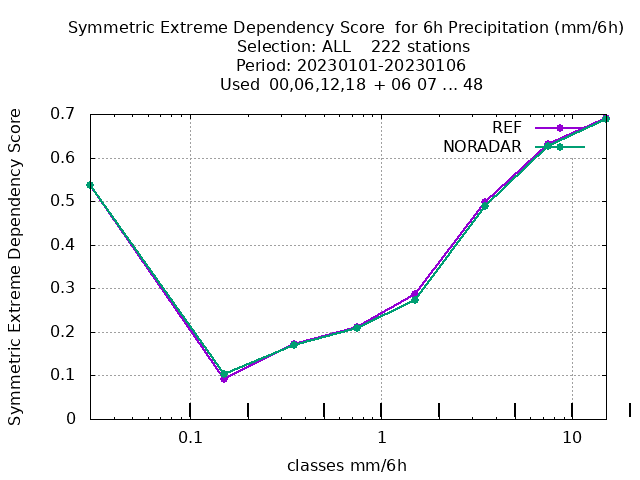 Symmetric Extreme Dependency Score  for 6h Precipitation (mm/6h)
Selection: ALL    222 stations
Period: 20230101-20230106
Used 00,06,12,18 + 06 07 ... 48
REF
NORADAR
0.7
0.6
0.5
0.4
0.3
0.2
0.1
0
Symmetric Extreme Dependency Score
0.1 1 10
classes mm/6h